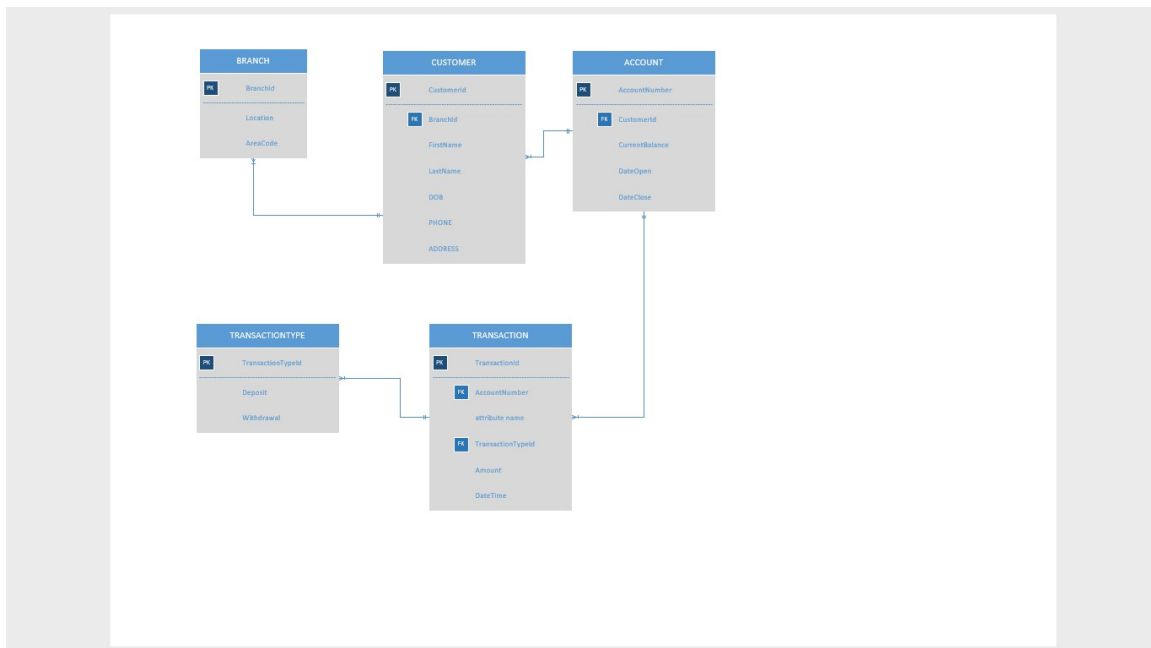 BRANCH
PK BranchId
Location
AreaCode
CUSTOMER
PK CustomerId
FK BranchId
FirstName
LastName
DOB
PHONE
ADDRESS
ACCOUNT
PK AccountNumber
FK CustomerId
CurrentBalance
DateOpen
DateClose
TRANSACTIONTYPE
PK TransactionTypeId
Deposit
Withdrawal
TRANSACTION
PK TransactionId
FK AccountNumber
attribute name
FK TransactionTypeId
Amount
DateTime